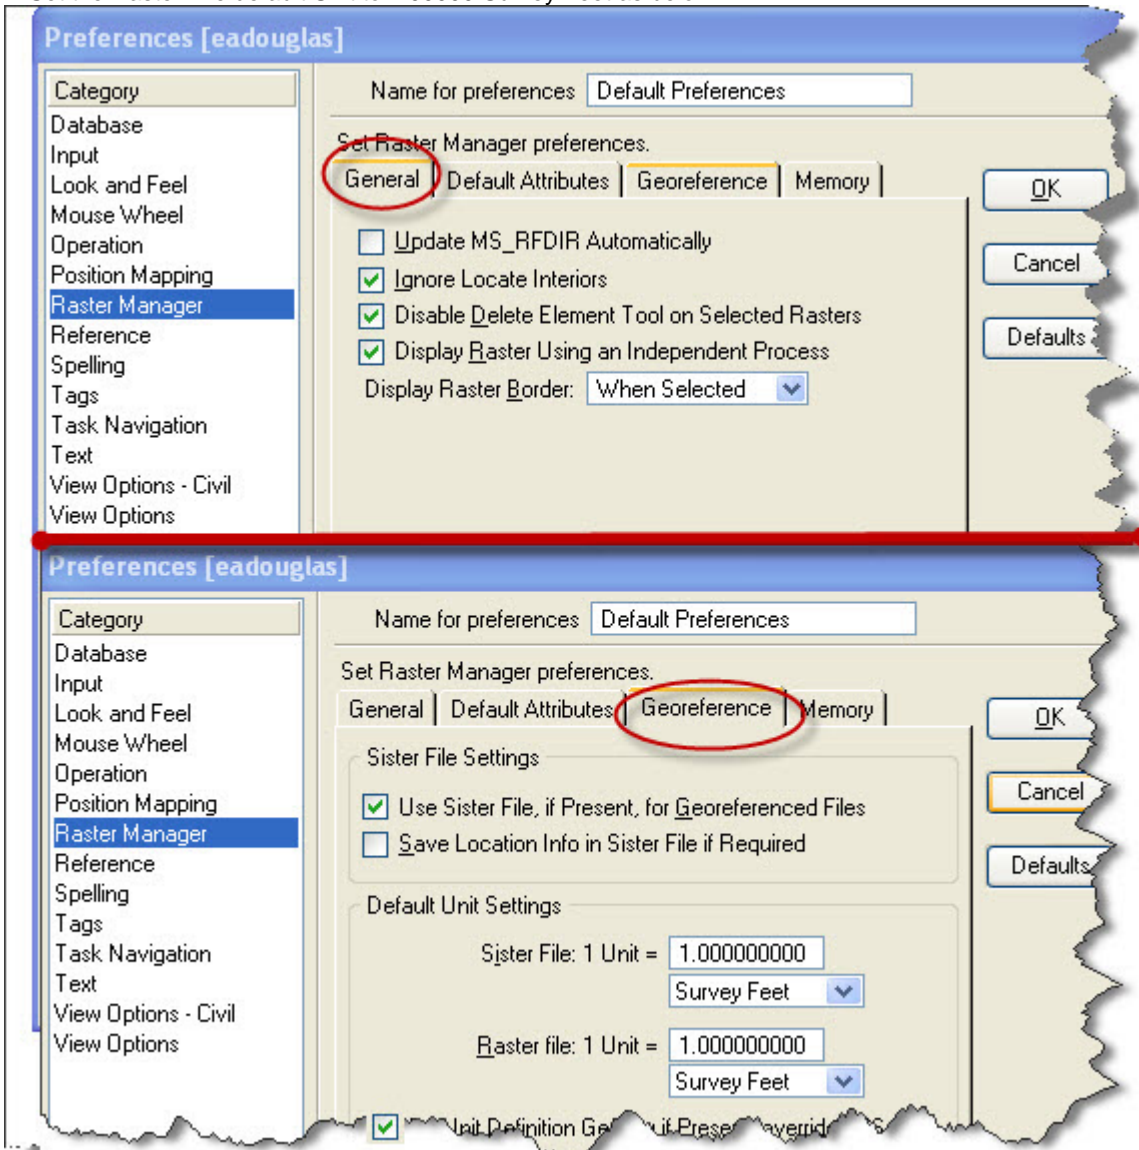 Preferences [eadouglas]
Category
Database
Input
Look and Feel
Mouse Wheel
Operation
Position Mapping
Raster Manager
Reference
Spelling
Tags
Task Navigation
Text
View Options - Civil
View Options
Name for preferences Default Preferences
Set Raster Manager preferences.
General Default Attributes Georeference Memory
Update MS_RFDIR Automatically
Ignore Locate Interiors
Disable Delete Element Tool on Selected Rasters
Display Raster Using an Independent Process
Display Raster Border: When Selected
OK
Cancel
Defaults
Preferences [eadouglas]
Category
Database
Input
Look and Feel
Mouse Wheel
Operation
Position Mapping
Raster Manager
Reference
Spelling
Tags
Task Navigation
Text
View Options - Civil
View Options
Name for preferences Default Preferences
Set Raster Manager preferences.
General Default Attributes Georeference Memory
Sister File Settings
Use Sister File, if Present, for Georeferenced Files
Save Location Info in Sister File if Required
Default Unit Settings
Sister File: 1 Unit = 1.000000000
Survey Feet
Raster file: 1 Unit = 1.000000000
Survey Feet
Unit Definition if
OK
Cancel
Defaults